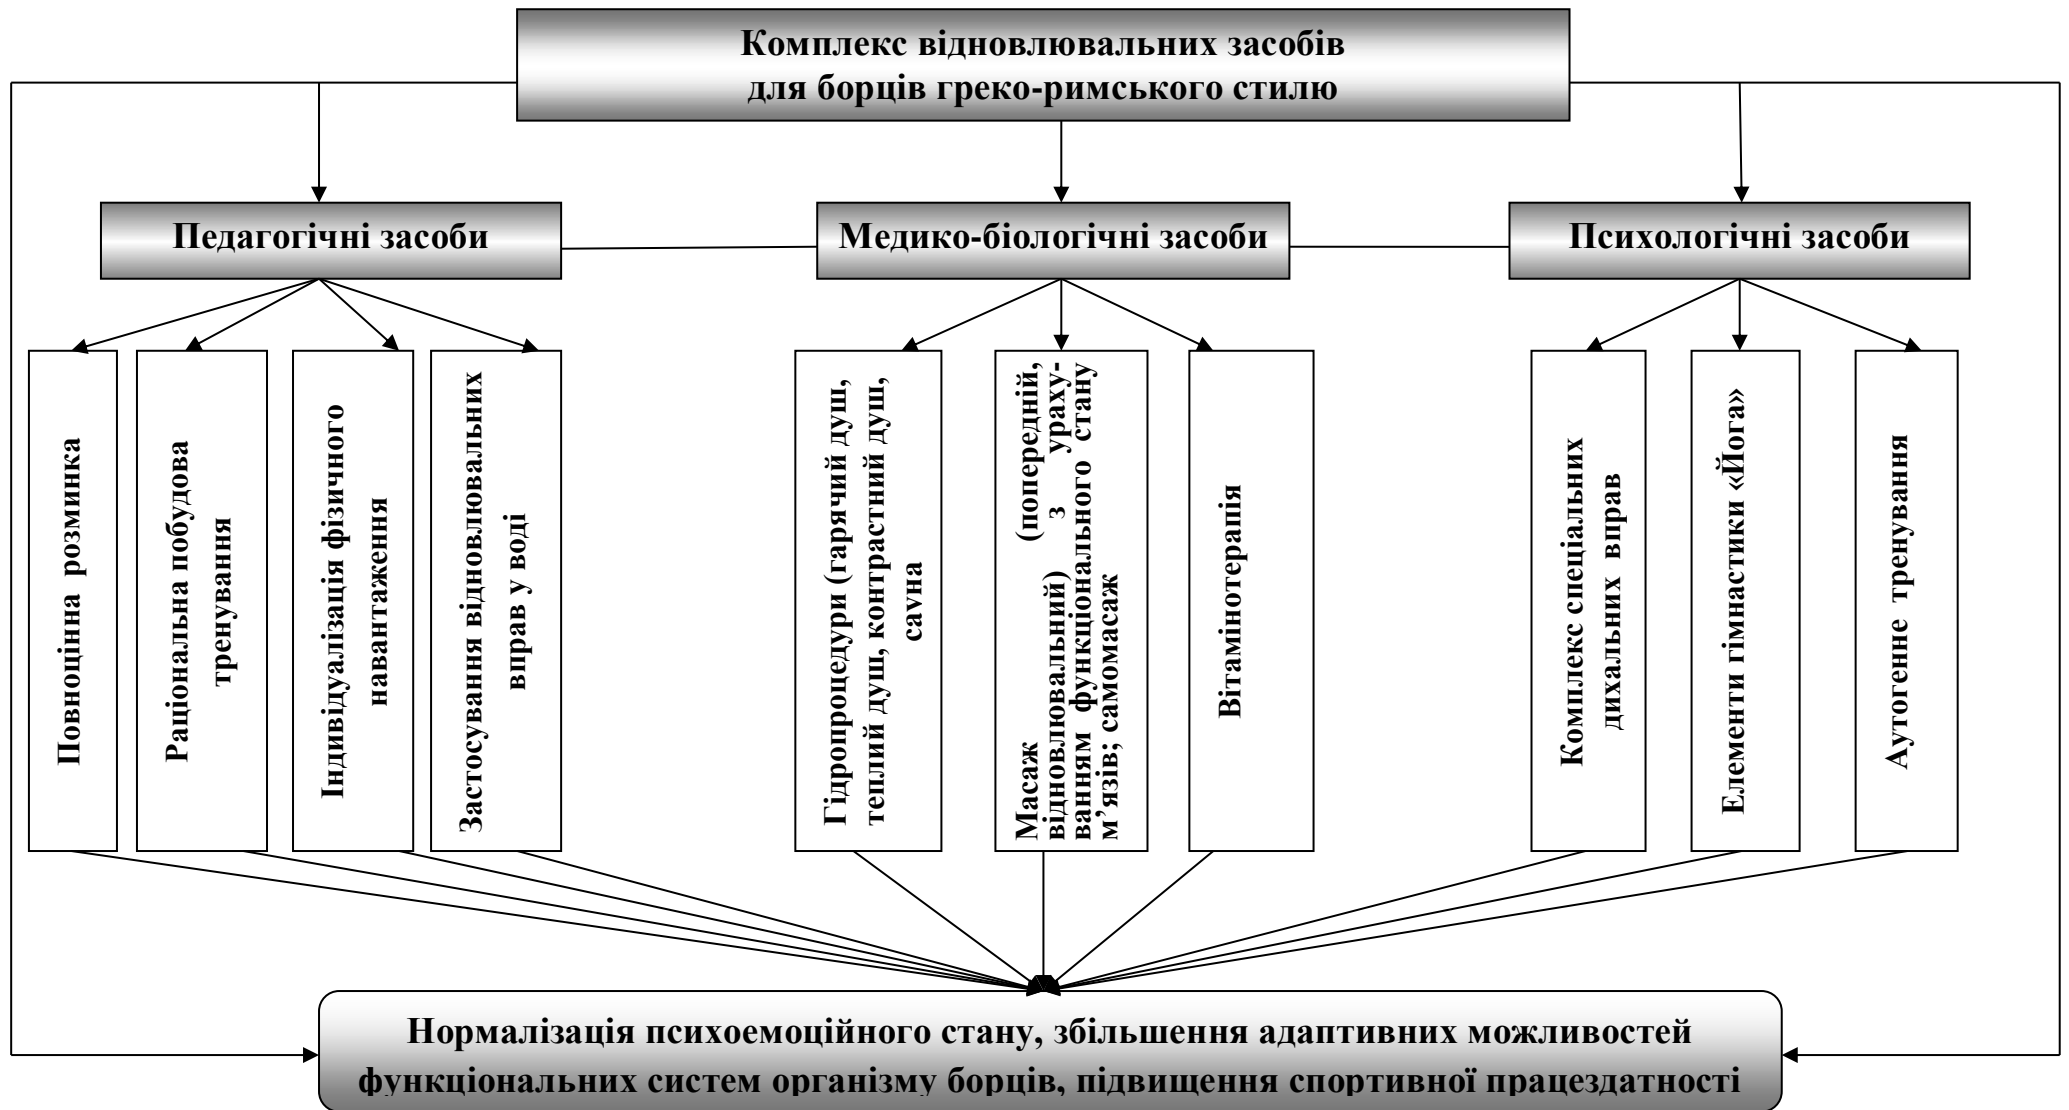 Комплекс відновлювальних засобів
для борців греко-римського стилю
Педагогічні засоби
Медико-біологічні засоби
Психологічні засоби
Повноцінна розминка
Раціональна побудова
тренування
Індивідуалізація фізичного
навантаження
Застосування відновлювальних
вправ у воді
Гідропроцедури (гарячий душ,
теплий душ, контрастний душ,
сауна
Масаж (попередній,
відновлювальний) з ураху-
ванням функціонального стану
м’язів; самомасаж
Вітамінотерапія
Комплекс спеціальних
дихальних вправ
Елементи гімнастики «Йога»
Аутогенне тренування
Нормалізація психоемоційного стану, збільшення адаптивних можливостей
функціональних систем організму борців, підвищення спортивної працездатності